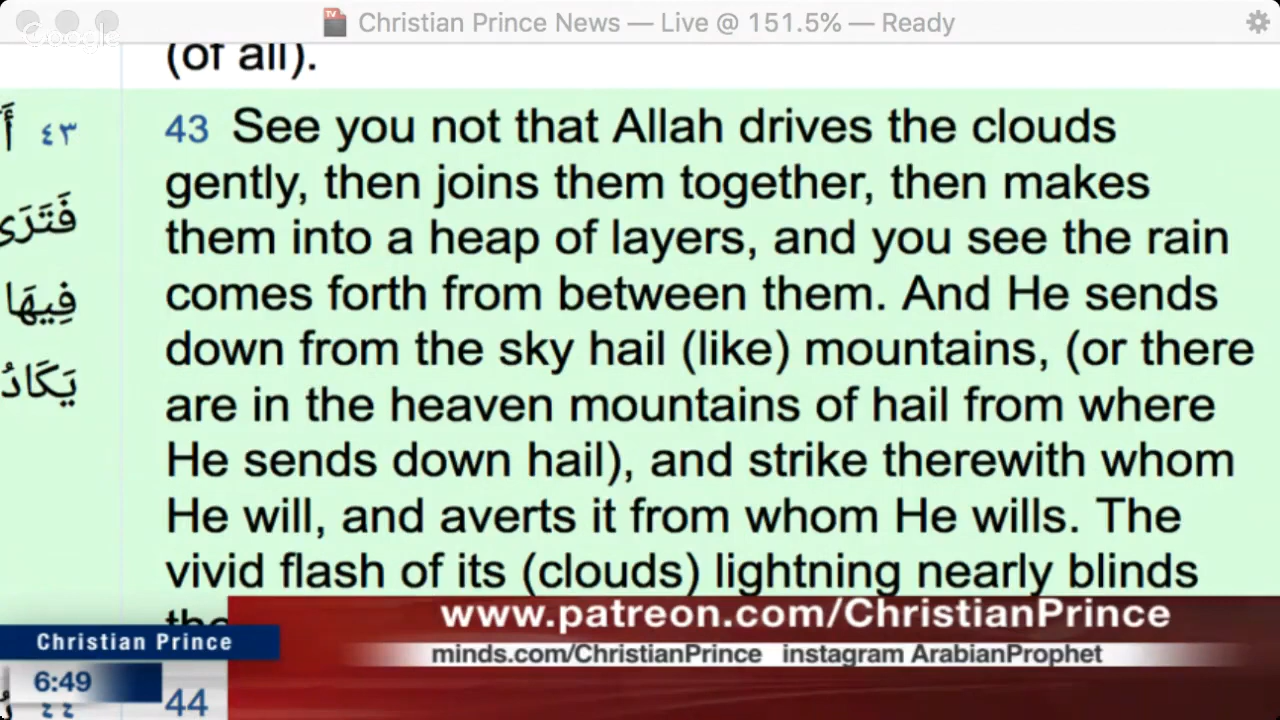 Christian Prince News — Live @ 151.5% — Ready
Google
(of all).
43 See you not that Allah drives the clouds
gently, then joins them together, then makes
them into a heap of layers, and you see the rain
comes forth from between them. And He sends
down from the sky hail (like) mountains, (or there
are in the heaven mountains of hail from where
He sends down hail), and strike therewith whom
He will, and averts it from whom He wills. The
vivid flash of its (clouds) lightning nearly blinds
٤٣
فَتَرَى
فِيهَا
يَكَادُ
www.patreon.com/ChristianPrince
Christian Prince
minds.com/ChristianPrince instagram ArabianProphet
6:49
44
٤٤